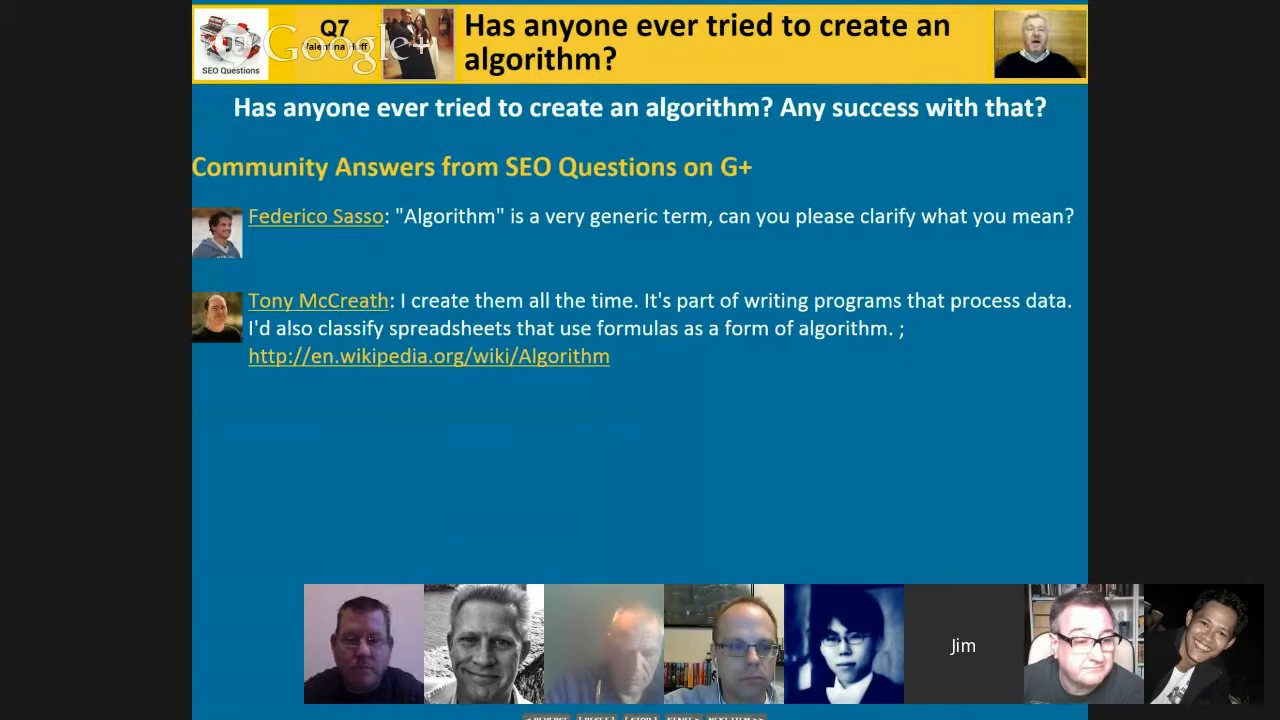 Q7
Valentina Huff
Google+
SEO Questions
Has anyone ever tried to create an
algorithm?
Has anyone ever tried to create an algorithm? Any success with that?
Community Answers from SEO Questions on G+
Federico Sasso: "Algorithm" is a very generic term, can you please clarify what you mean?
Tony McCreath: I create them all the time. It's part of writing programs that process data.
I'd also classify spreadsheets that use formulas as a form of algorithm. ;
http://en.wikipedia.org/wiki/Algorithm
Jim